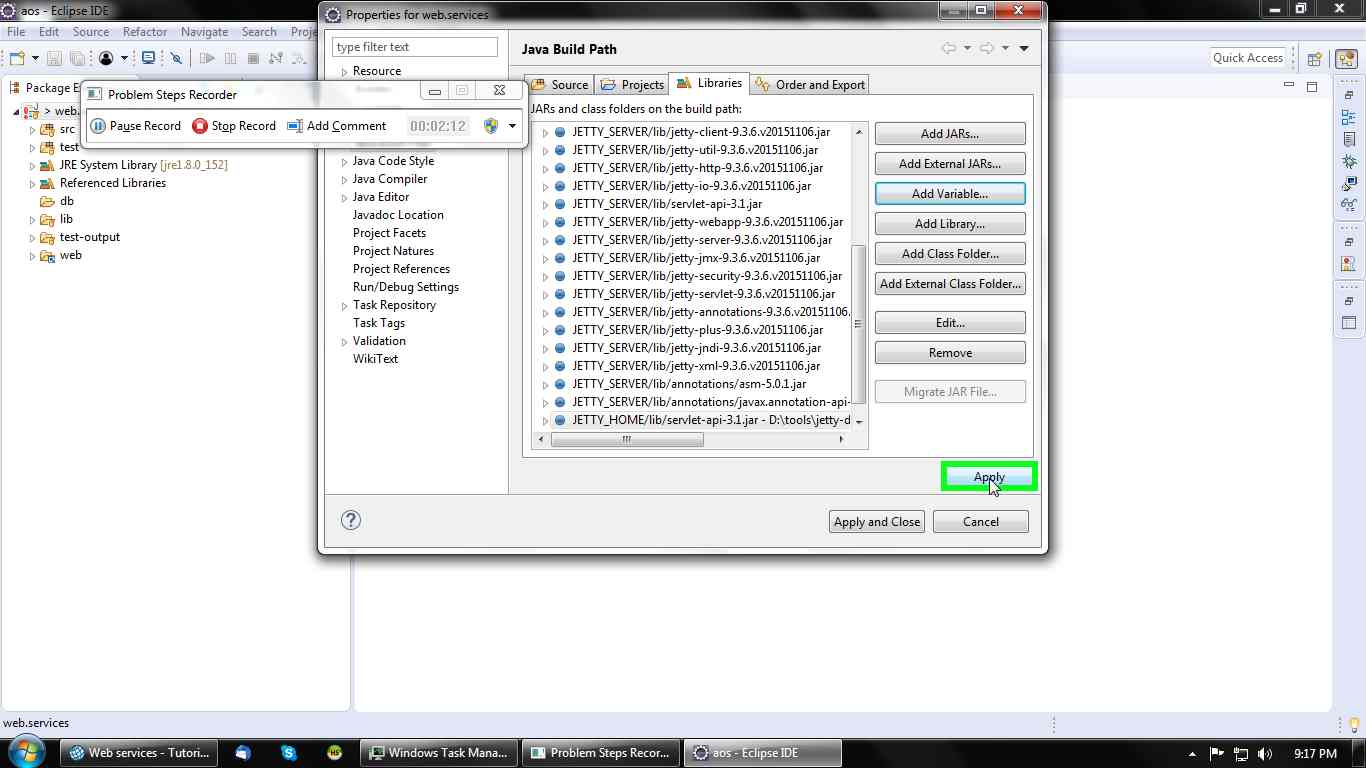 aos - Eclipse IDE
File Edit Source Refactor Navigate Search Proje
Quick Access
Package E
> web.
src
test
JRE System Library [jre1.8.0_152]
Referenced Libraries
db
lib
test-output
web
Problem Steps Recorder
Pause Record Stop Record Add Comment 00:02:12
Properties for web.services
type filter text
Resource
Java Code Style
Java Compiler
Java Editor
Javadoc Location
Project Facets
Project Natures
Project References
Run/Debug Settings
Task Repository
Task Tags
Validation
WikiText
Java Build Path
Source Projects Libraries Order and Export
JARs and class folders on the build path:
JETTY_SERVER/lib/jetty-client-9.3.6.v20151106.jar
JETTY_SERVER/lib/jetty-util-9.3.6.v20151106.jar
JETTY_SERVER/lib/jetty-http-9.3.6.v20151106.jar
JETTY_SERVER/lib/jetty-io-9.3.6.v20151106.jar
JETTY_SERVER/lib/servlet-api-3.1.jar
JETTY_SERVER/lib/jetty-webapp-9.3.6.v20151106.jar
JETTY_SERVER/lib/jetty-server-9.3.6.v20151106.jar
JETTY_SERVER/lib/jetty-jmx-9.3.6.v20151106.jar
JETTY_SERVER/lib/jetty-security-9.3.6.v20151106.jar
JETTY_SERVER/lib/jetty-servlet-9.3.6.v20151106.jar
JETTY_SERVER/lib/jetty-annotations-9.3.6.v20151106.
JETTY_SERVER/lib/jetty-plus-9.3.6.v20151106.jar
JETTY_SERVER/lib/jetty-jndi-9.3.6.v20151106.jar
JETTY_SERVER/lib/jetty-xml-9.3.6.v20151106.jar
JETTY_SERVER/lib/annotations/asm-5.0.1.jar
JETTY_SERVER/lib/annotations/javax.annotation-api-
JETTY_HOME/lib/servlet-api-3.1.jar - D:\tools\jetty-d
Add JARs...
Add External JARs...
Add Variable...
Add Library...
Add Class Folder...
Add External Class Folder...
Edit...
Remove
Migrate JAR File...
Apply
Apply and Close Cancel
web.services
Web services - Tutori... Windows Task Mana... Problem Steps Recor... aos - Eclipse IDE 9:17 PM